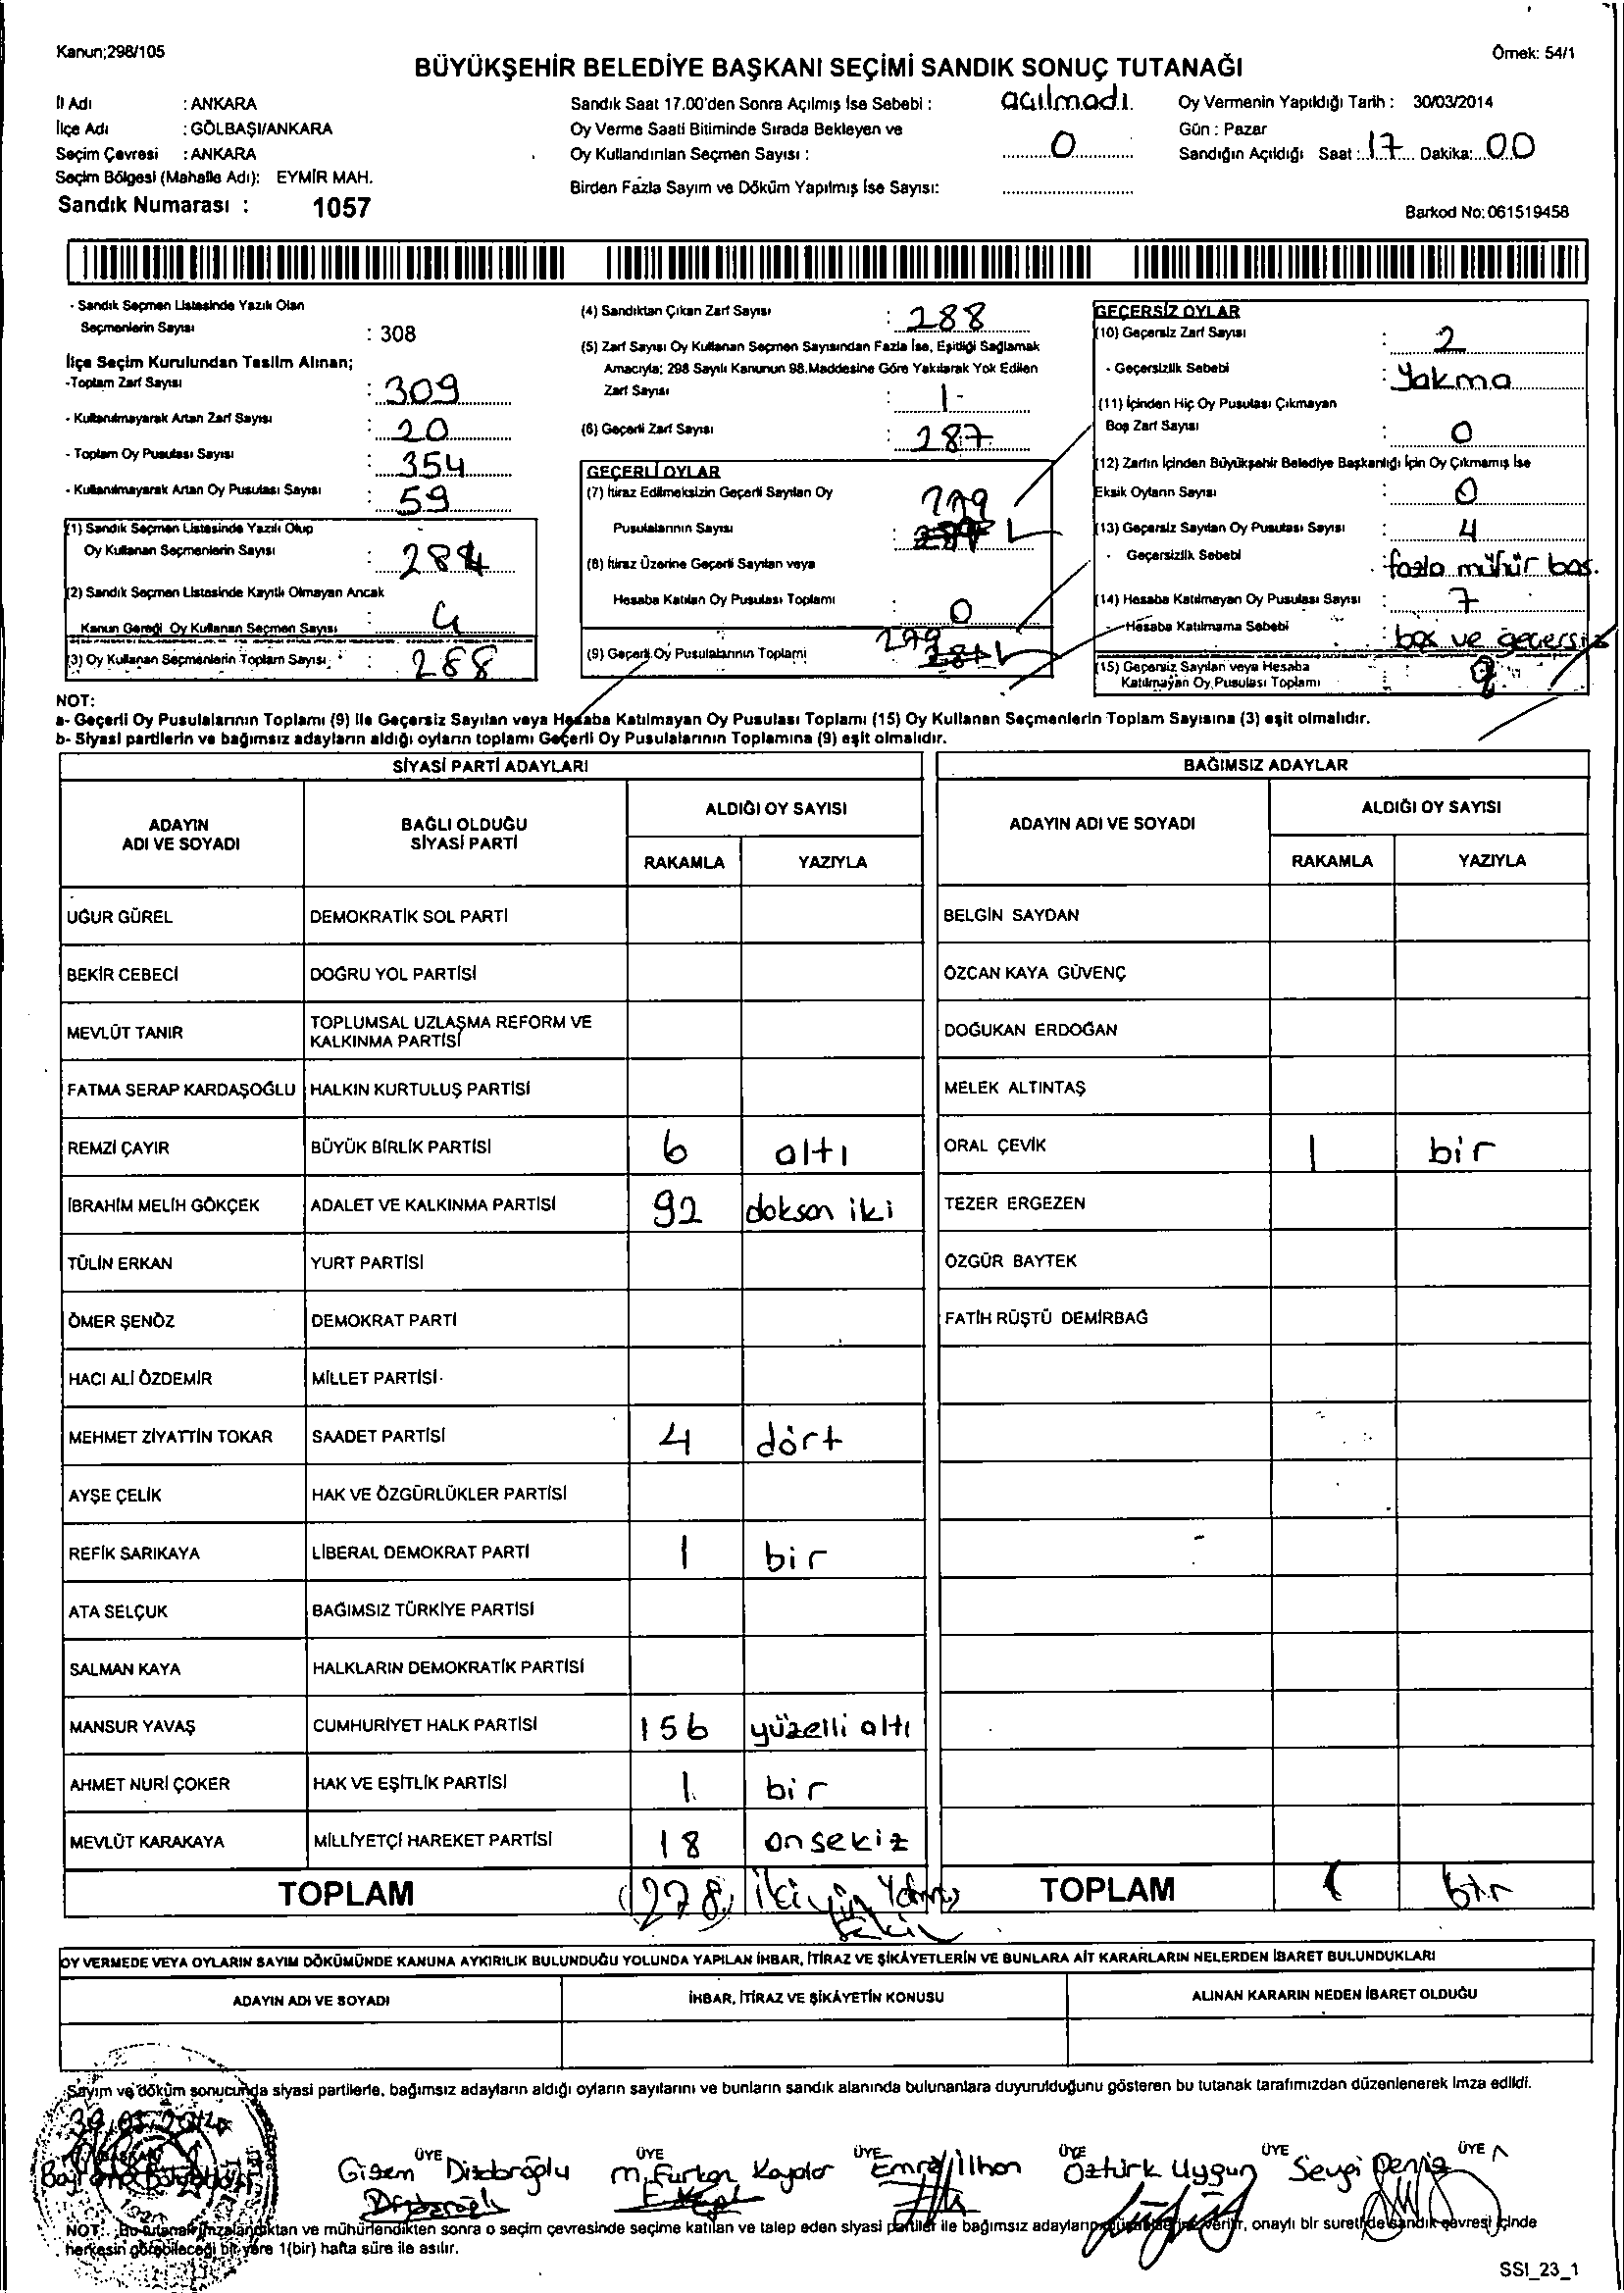 Kanun;298/105
Örnek: 54/1
BÜYÜKŞEHİR BELEDİYE BAŞKANI SEÇİMİ SANDIK SONUÇ TUTANAĞI
İl Adı : ANKARA
İlçe Adı : GÖLBAŞI/ANKARA
Seçim Çevresi : ANKARA
Seçim Bölgesi (Mahalle Adı): EYMİR MAH.
Sandık Numarası : 1057
Sandık Saat 17.00'den Sonra Açılmış İse Sebebi : açılmadı.
Oy Verme Saati Bitiminde Sırada Bekleyen ve
Oy Kullandırılan Seçmen Sayısı : 0
Birden Fazla Sayım ve Döküm Yapılmış İse Sayısı:
Oy Vermenin Yapıldığı Tarih : 30/03/2014
Gün : Pazar
Sandığın Açıldığı Saat : 17 Dakika: 00
Barkod No: 061519458
- Sandık Seçmen Listesinde Yazılı Olan
Seçmenlerin Sayısı : 308
İlçe Seçim Kurulundan Teslim Alınan;
-Toplam Zarf Sayısı : 309
- Kullanılmayarak Artan Zarf Sayısı : 20
- Toplam Oy Pusulası Sayısı : 354
- Kullanılmayarak Artan Oy Pusulası Sayısı : 59
(1) Sandık Seçmen Listesinde Yazılı Olup
Oy Kullanan Seçmenlerin Sayısı : 284
(2) Sandık Seçmen Listesinde Kayıtlı Olmayan Ancak
Kanun Gereği Oy Kullanan Seçmen Sayısı : 4
(3) Oy Kullanan Seçmenlerin Toplam Sayısı : 288
(4) Sandıktan Çıkan Zarf Sayısı : 288
(5) Zarf Sayısı Oy Kullanan Seçmen Sayısından Fazla İse, Eşitliği Sağlamak
Amacıyla; 298 Sayılı Kanunun 98.Maddesine Göre Yakılarak Yok Edilen
Zarf Sayısı : 1-
(6) Geçerli Zarf Sayısı : 287
GEÇERLİ OYLAR
(7) İtiraz Edilmeksizin Geçerli Sayılan Oy
Pusulalarının Sayısı : 279
(8) İtiraz Üzerine Geçerli Sayılan veya
Hesaba Katılan Oy Pusulası Toplamı : 0
(9) Geçerli Oy Pusulalarının Toplamı 279
GEÇERSİZ OYLAR
(10) Geçersiz Zarf Sayısı : 2
- Geçersizlik Sebebi : Yakma
(11) İçinden Hiç Oy Pusulası Çıkmayan
Boş Zarf Sayısı : 0
(12) Zarfın İçinden Büyükşehir Belediye Başkanlığı İçin Oy Çıkmamış İse
Eksik Oyların Sayısı : 0
(13) Geçersiz Sayılan Oy Pusulası Sayısı : 4
- Geçersizlik Sebebi : fazla mühür bas.
(14) Hesaba Katılmayan Oy Pusulası Sayısı : 7
- Hesaba Katılmama Sebebi : boş ve geçersiz
(15) Geçersiz Sayılan veya Hesaba
Katılmayan Oy Pusulası Toplamı :
NOT:
a- Geçerli Oy Pusulalarının Toplamı (9) ile Geçersiz Sayılan veya Hesaba Katılmayan Oy Pusulası Toplamı (15) Oy Kullanan Seçmenlerin Toplam Sayısına (3) eşit olmalıdır.
b- Siyasi partilerin ve bağımsız adayların aldığı oyların toplamı Geçerli Oy Pusulalarının Toplamına (9) eşit olmalıdır.
SİYASİ PARTİ ADAYLARI
BAĞIMSIZ ADAYLAR
ADAYIN
ADI VE SOYADI
BAĞLI OLDUĞU
SİYASİ PARTİ
ALDIĞI OY SAYISI
RAKAMLA YAZIYLA
ADAYIN ADI VE SOYADI
ALDIĞI OY SAYISI
RAKAMLA YAZIYLA
UĞUR GÜREL DEMOKRATİK SOL PARTİ BELGİN SAYDAN
BEKİR CEBECİ DOĞRU YOL PARTİSİ ÖZCAN KAYA GÜVENÇ
MEVLÜT TANIR TOPLUMSAL UZLAŞMA REFORM VE
KALKINMA PARTİSİ
DOĞUKAN ERDOĞAN
FATMA SERAP KARDAŞOĞLU HALKIN KURTULUŞ PARTİSİ MELEK ALTINTAŞ
REMZİ ÇAYIR BÜYÜK BİRLİK PARTİSİ 6 altı ORAL ÇEVİK 1 bir
İBRAHİM MELİH GÖKÇEK ADALET VE KALKINMA PARTİSİ 92 doksan iki TEZER ERGEZEN
TÜLİN ERKAN YURT PARTİSİ ÖZGÜR BAYTEK
ÖMER ŞENÖZ DEMOKRAT PARTİ FATİH RÜŞTÜ DEMİRBAĞ
HACI ALİ ÖZDEMİR MİLLET PARTİSİ
MEHMET ZİYATTİN TOKAR SAADET PARTİSİ 4 dört
AYŞE ÇELİK HAK VE ÖZGÜRLÜKLER PARTİSİ
REFİK SARIKAYA LİBERAL DEMOKRAT PARTİ 1 bir
ATA SELÇUK BAĞIMSIZ TÜRKİYE PARTİSİ
SALMAN KAYA HALKLARIN DEMOKRATİK PARTİSİ
MANSUR YAVAŞ CUMHURİYET HALK PARTİSİ 156 yüzelli altı
AHMET NURİ ÇOKER HAK VE EŞİTLİK PARTİSİ 1 bir
MEVLÜT KARAKAYA MİLLİYETÇİ HAREKET PARTİSİ 18 onsekiz
TOPLAM 278 TOPLAM 1 bir
OY VERMEDE VEYA OYLARIN SAYIM DÖKÜMÜNDE KANUNA AYKIRILIK BULUNDUĞU YOLUNDA YAPILAN İHBAR, İTİRAZ VE ŞİKÂYETLERİN VE BUNLARA AİT KARARLARIN NELERDEN İBARET BULUNDUKLARI
ADAYIN ADI VE SOYADI İHBAR, İTİRAZ VE ŞİKÂYETİN KONUSU ALINAN KARARIN NEDEN İBARET OLDUĞU
Sayım ve döküm sonucunda siyasi partilerle, bağımsız adayların aldığı oyların sayılarını ve bunların sandık alanında bulunanlara duyurulduğunu gösteren bu tutanak tarafımızdan düzenlenerek imza edildi.
ÜYE ÜYE ÜYE ÜYE ÜYE ÜYE
Gizem Dizdaroğlu M. Furkan Kaplar Emra İlhan Öztürk Uygun Sevgi Deniz
NOT: Bu tutanak imzalandıktan ve mühürlendikten sonra o seçim çevresinde seçime katılan ve talep eden siyasi partiler ile bağımsız adayların verilir, onaylı bir sureti de sandık çevresi içinde
herkesin görebileceği bir yere 1(bir) hafta süre ile asılır.
SSI_23_1